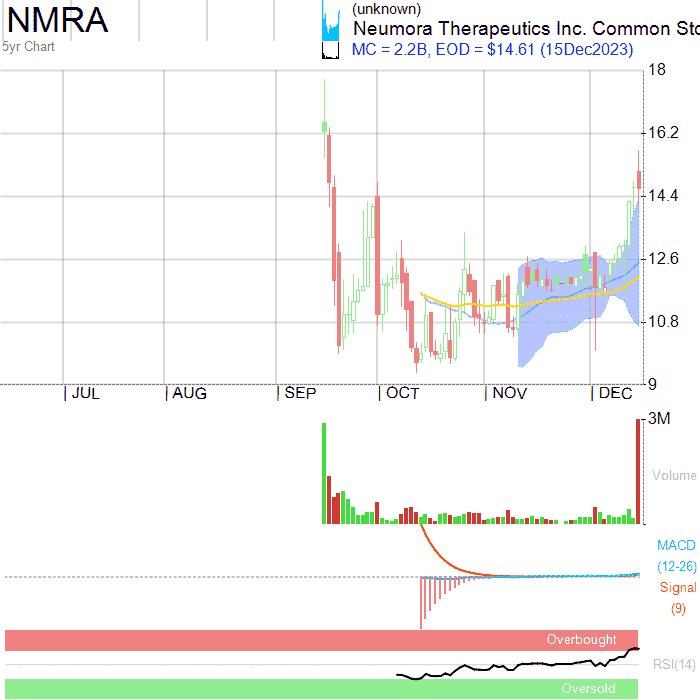 NMRA
5yr Chart
(unknown)
Neumora Therapeutics Inc. Common Sto
MC = 2.2B, EOD = $14.61 (15Dec2023)
18
16.2
14.4
12.6
10.8
9
JUL AUG SEP OCT NOV DEC
3M
Volume
MACD
(12-26)
Signal
(9)
Overbought
RSI(14)
Oversold